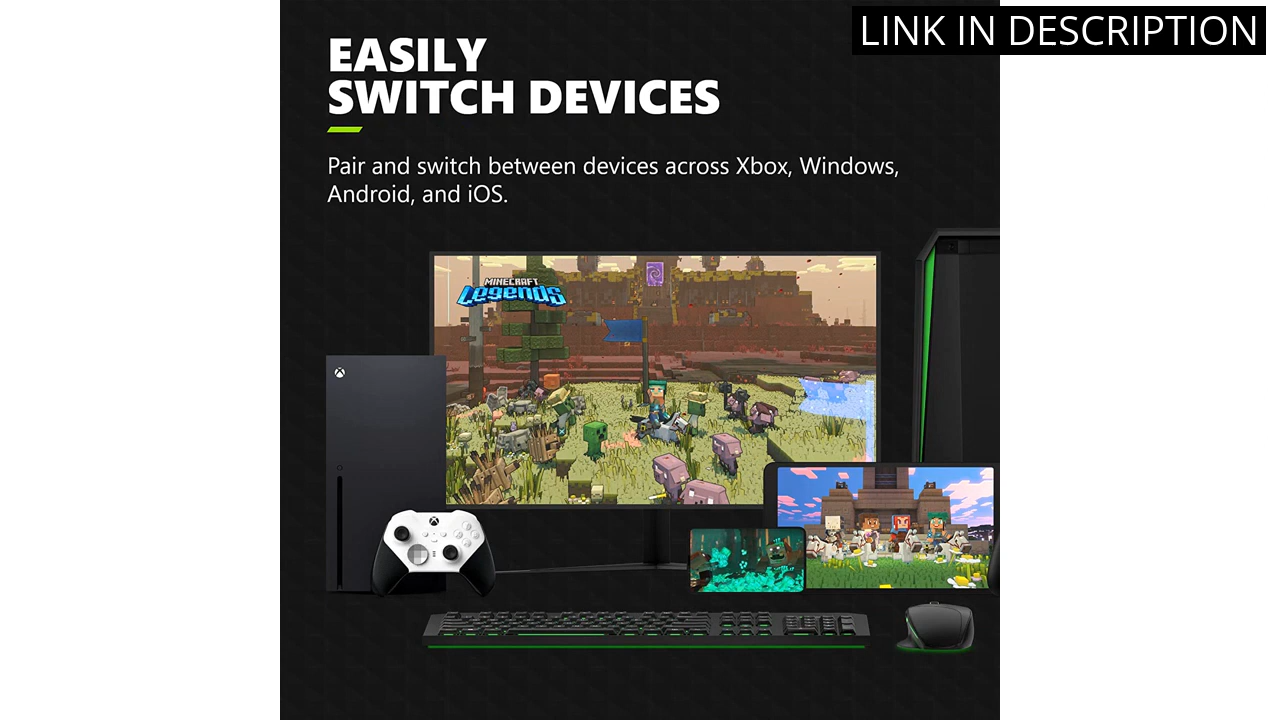 LINK IN DESCRIPTION
EASILY
SWITCH DEVICES
Pair and switch between devices across Xbox, Windows,
Android, and iOS.
MINECRAFT
Legends